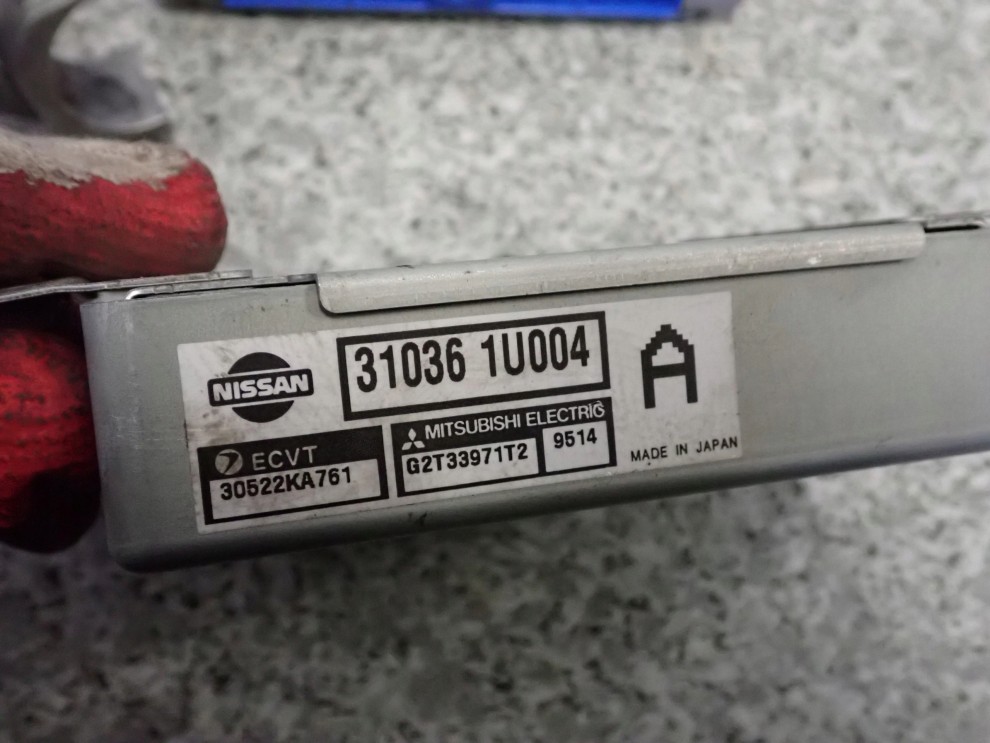 NISSAN
31036 1U004
A
ECVT
30522KA761
MITSUBISHI ELECTRIC
G2T33971T2
9514
MADE IN JAPAN